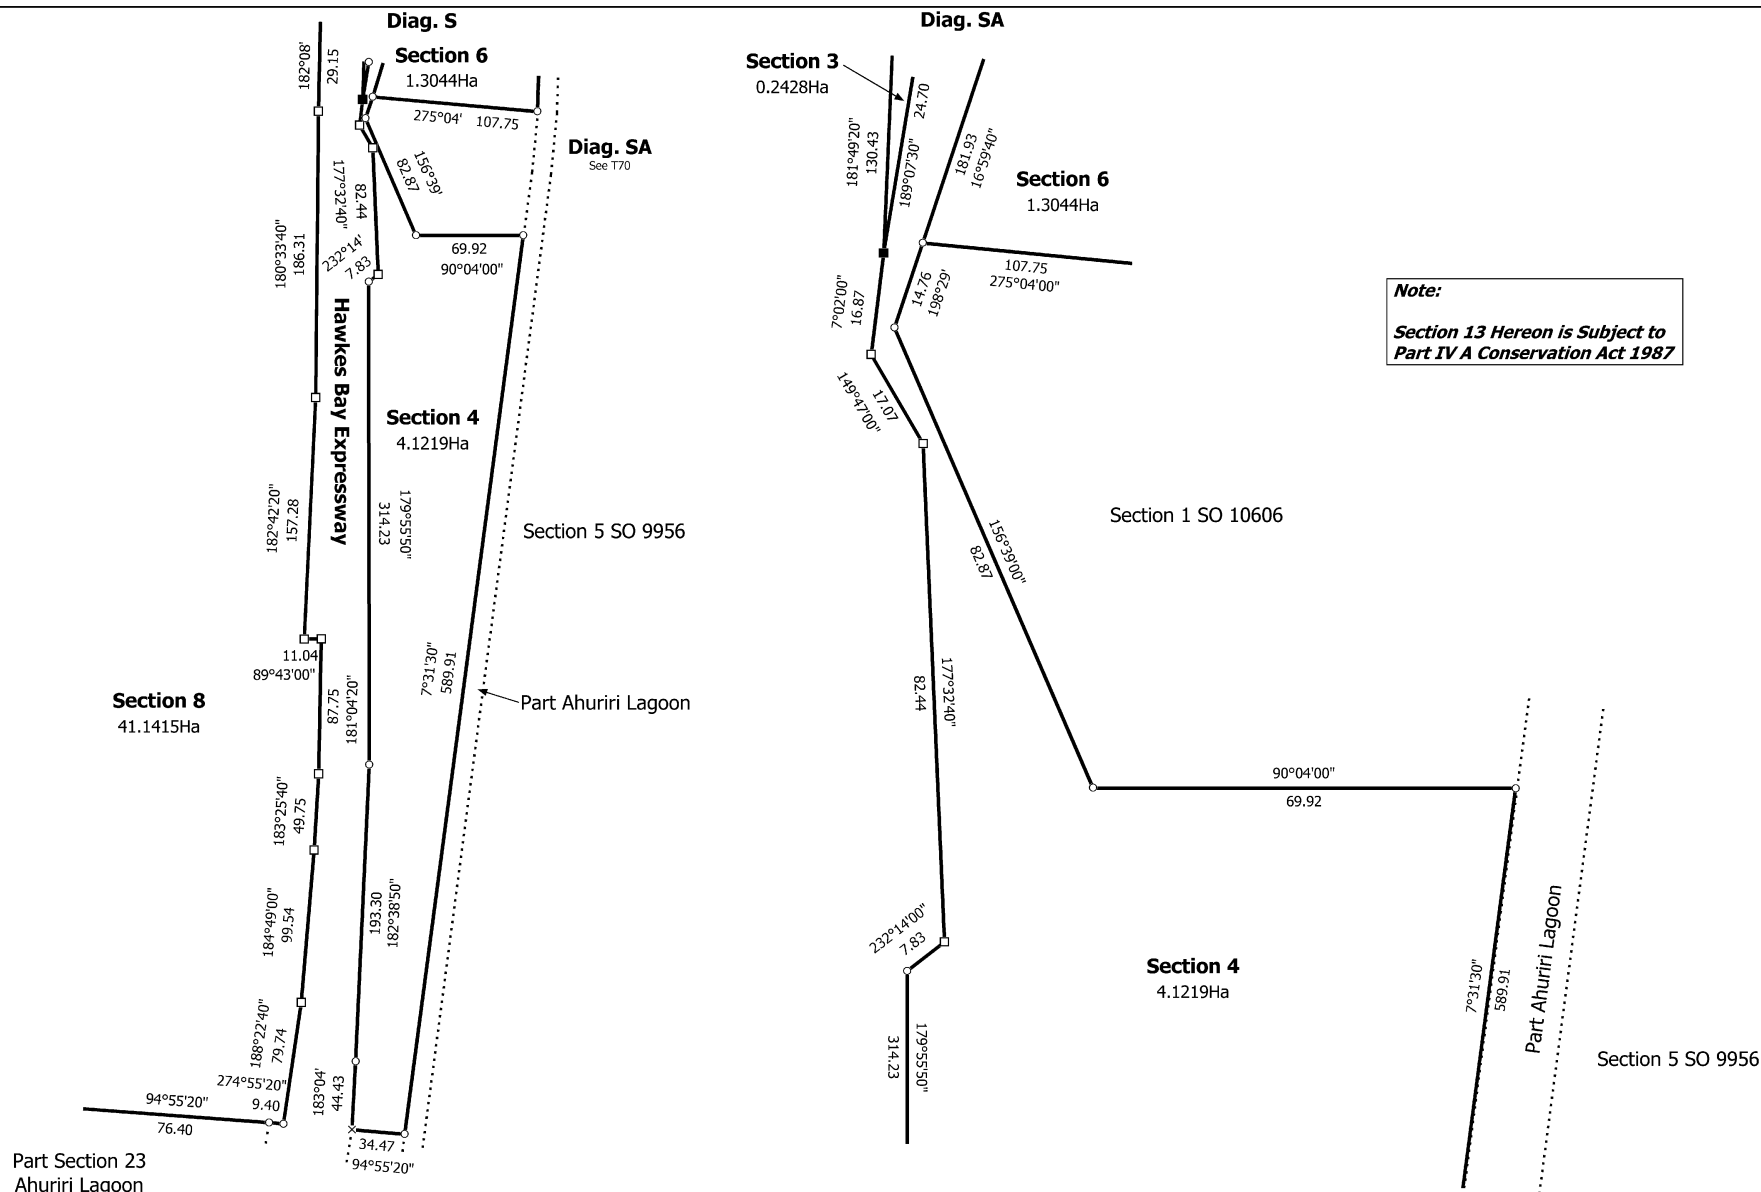 Diag. S
Section 6
1.3044Ha
182°08'
29.15
275°04' 107.75
Diag. SA
See T70
156°39'
82.87
177°32'40"
82.44
180°33'40"
186.31
232°14'
7.83
69.92
90°04'00"
Hawkes Bay Expressway
Section 4
4.1219Ha
182°42'20"
157.28
179°55'50"
314.23
Section 5 SO 9956
11.04
89°43'00"
7°31'30"
589.91
Part Ahuriri Lagoon
Section 8
41.1415Ha
87.75
181°04'20"
183°25'40"
49.75
184°49'00"
99.54
193.30
182°38'50"
188°22'40"
79.74
274°55'20"
9.40
94°55'20"
76.40
183°04'
44.43
34.47
94°55'20"
Part Section 23
Ahuriri Lagoon
Diag. SA
Section 3
0.2428Ha
24.70
181°49'20"
130.43
189°07'30"
181.93
16°59'40"
Section 6
1.3044Ha
107.75
275°04'00"
7°02'00"
16.87
14.76
198°29'
149°47'00"
17.07
Note:
Section 13 Hereon is Subject to
Part IV A Conservation Act 1987
Section 1 SO 10606
156°39'00"
82.87
177°32'40"
82.44
90°04'00"
69.92
232°14'00"
7.83
Section 4
4.1219Ha
7°31'30"
589.91
Part Ahuriri Lagoon
179°55'50"
314.23
Section 5 SO 9956